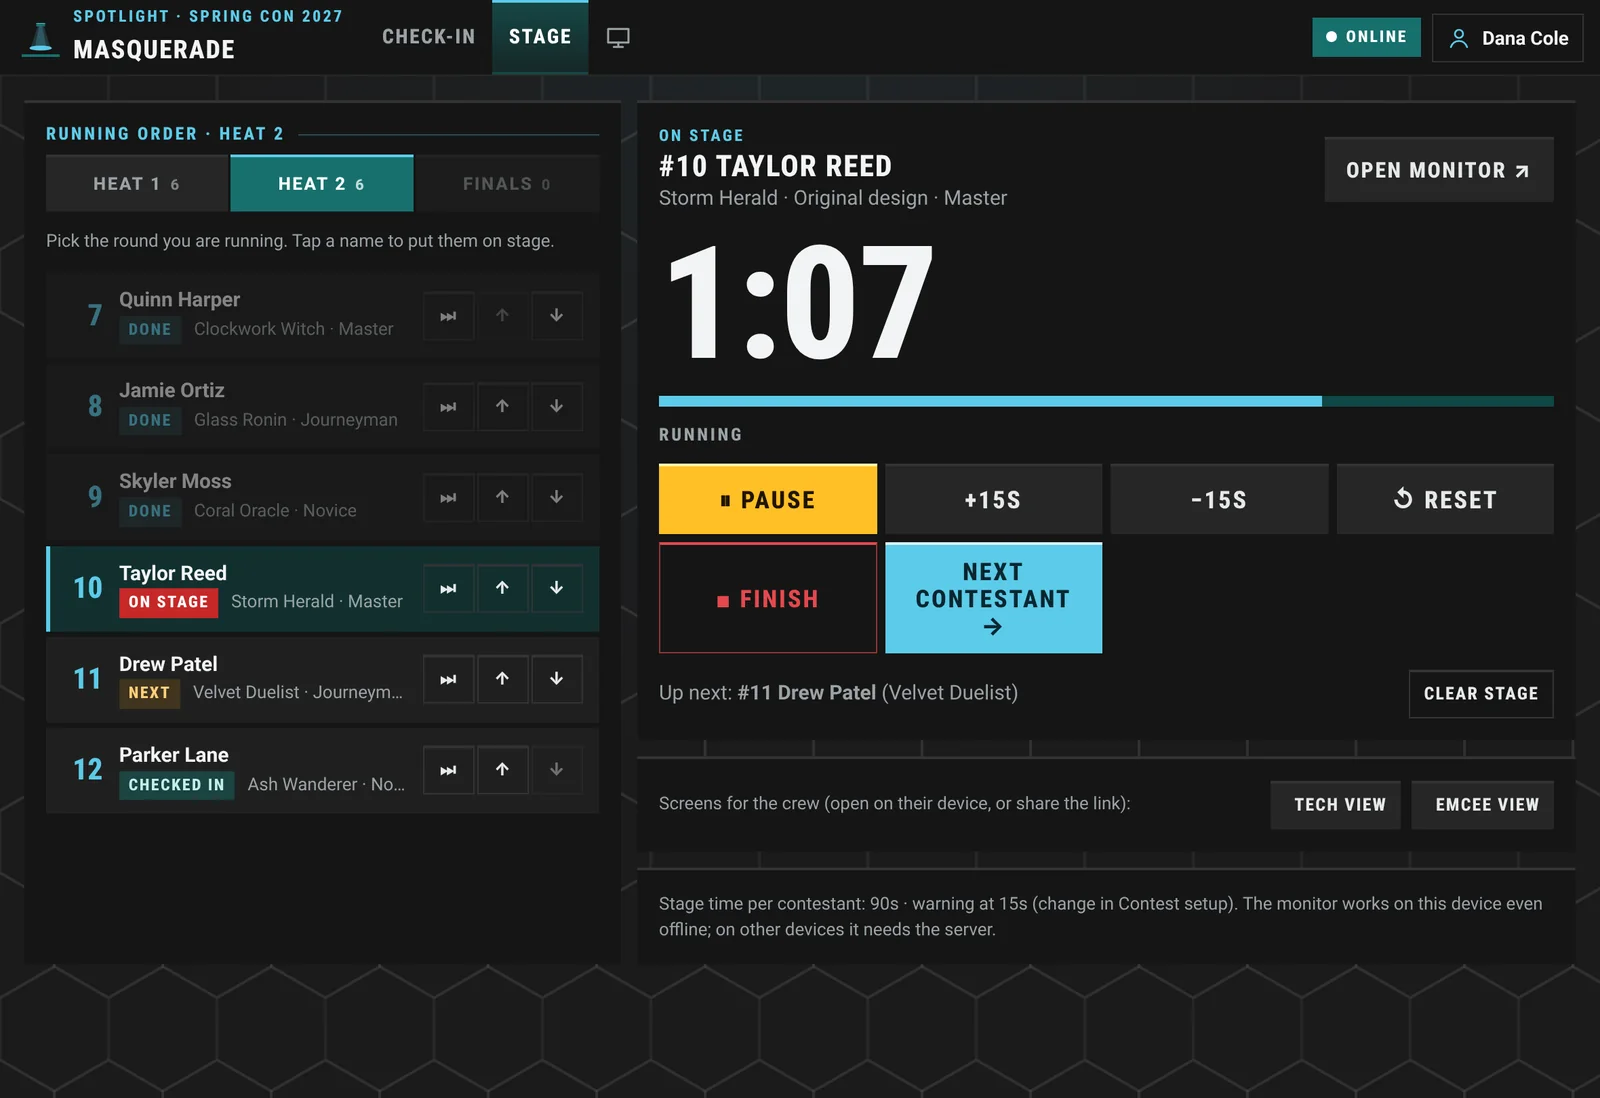 SPOTLIGHT · SPRING CON 2027
MASQUERADE
CHECK-IN
STAGE
ONLINE
Dana Cole
RUNNING ORDER · HEAT 2
HEAT 1 6
HEAT 2 6
FINALS 0
Pick the round you are running. Tap a name to put them on stage.
7
Quinn Harper
DONE Clockwork Witch · Master
8
Jamie Ortiz
DONE Glass Ronin · Journeyman
9
Skyler Moss
DONE Coral Oracle · Novice
10
Taylor Reed
ON STAGE Storm Herald · Master
11
Drew Patel
NEXT Velvet Duelist · Journeym...
12
Parker Lane
CHECKED IN Ash Wanderer · No...
ON STAGE
#10 TAYLOR REED
Storm Herald · Original design · Master
OPEN MONITOR ↗
1:07
RUNNING
PAUSE
+15S
−15S
RESET
FINISH
NEXT
CONTESTANT
→
Up next: #11 Drew Patel (Velvet Duelist)
CLEAR STAGE
Screens for the crew (open on their device, or share the link):
TECH VIEW
EMCEE VIEW
Stage time per contestant: 90s · warning at 15s (change in Contest setup). The monitor works on this device even
offline; on other devices it needs the server.